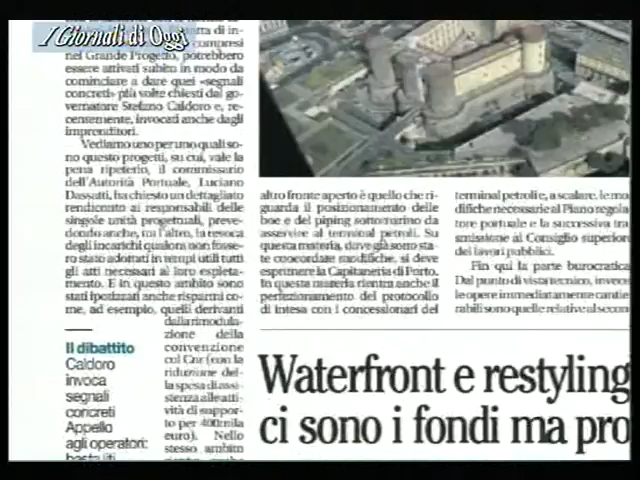 I Giornali di Oggi
tratta di in-
compresi
nel Grande Progetto, potrebbero
essere attivati subito in modo da
cominciare a dare quei «segnali
concreti» più volte chiesti dal go-
vernatore Stefano Caldoro e, re-
centemente, invocati anche dagli
imprenditori.
Vediamo uno per uno quali so-
no questo progetti, su cui, vale la
pena ripeterlo, il commissario
dell'Autorità Portuale, Luciano
Dassatti, ha chiesto un dettagliato
rendiconto ai responsabili delle
singole unità progettuali, preve-
dendo anche, tra l'altro, la revoca
degli incarichi qualora non fosse-
ro stato adottati in tempi utili tutti
gli atti necessari al loro espleta-
mento. E in questo ambito sono
stati ipotizzati anche risparmi co-
me, ad esempio, quelli derivanti
dalla rimodula-
zione della
convenzione
col Cnr (con la
riduzione del-
la spesa di assi-
stenza alle atti-
vità di suppor-
to per 400mila
euro). Nello
stesso ambito
Il dibattito
Caldoro
invoca
segnali
concreti
Appello
agli operatori:
basta liti
altro fronte aperto è quello che ri-
guarda il posizionamento delle
boe e del piping sottomarino da
asservire al terminal petroli. Su
questa materia, dove già sono sta-
te concordate modifiche, si deve
esprimere la Capitaneria di Porto.
In questa materia rientra anche il
perfezionamento del protocollo
di intesa con i concessionari del
terminal petroli e, a scalare, le mo
difiche necessarie al Piano regola
tore portuale e la successiva tra
smissione al Consiglio superiore
dei lavori pubblici.
Fin qui la parte burocratica
Dal punto di vista tecnico, invece
le opere immediatamente cantie
rabili sono quelle relative al secon
Waterfront e restyling
ci sono i fondi ma pro